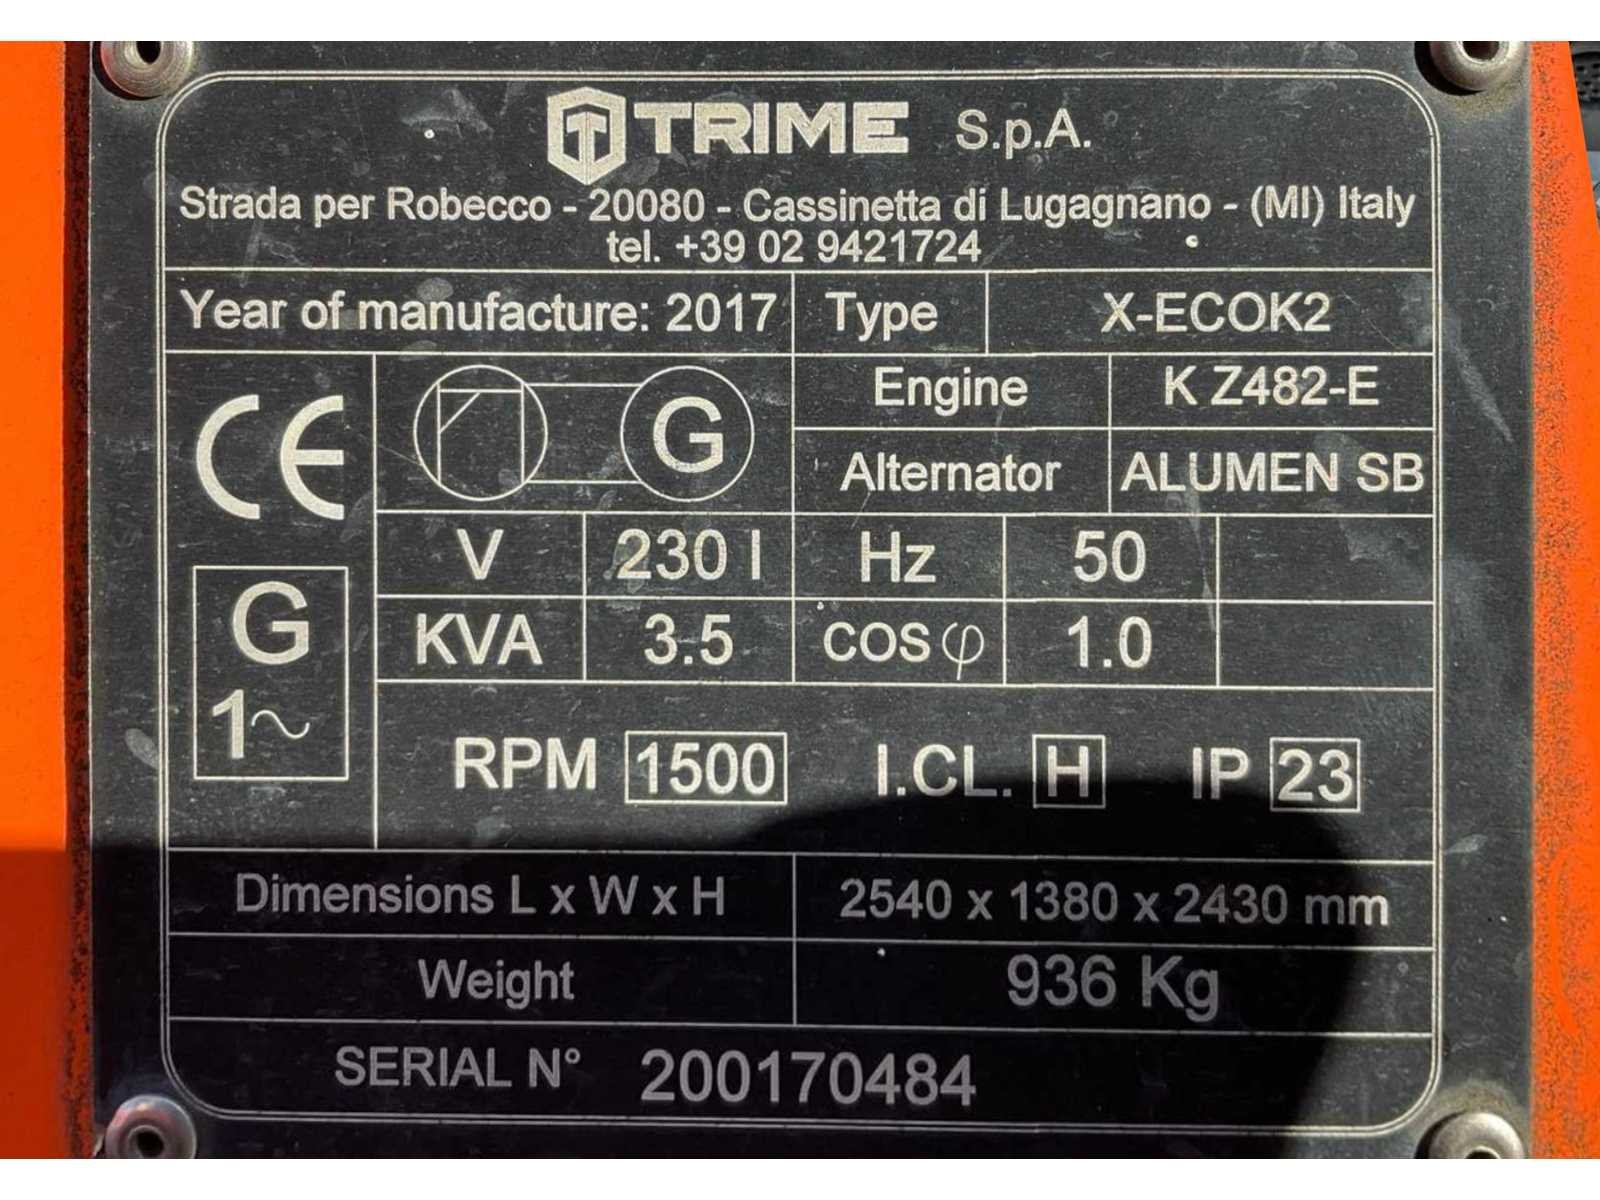 TRIME S.p.A.
Strada per Robecco - 20080 - Cassinetta di Lugagnano - (MI) Italy
tel. +39 02 9421724
Year of manufacture: 2017 Type X-ECOK2
CE G Engine K Z482-E
Alternator ALUMEN SB
V 230 I Hz 50
G KVA 3.5 cos φ 1.0
1~
RPM 1500 I.CL. H IP 23
Dimensions L x W x H 2540 x 1380 x 2430 mm
Weight 936 Kg
SERIAL N° 200170484